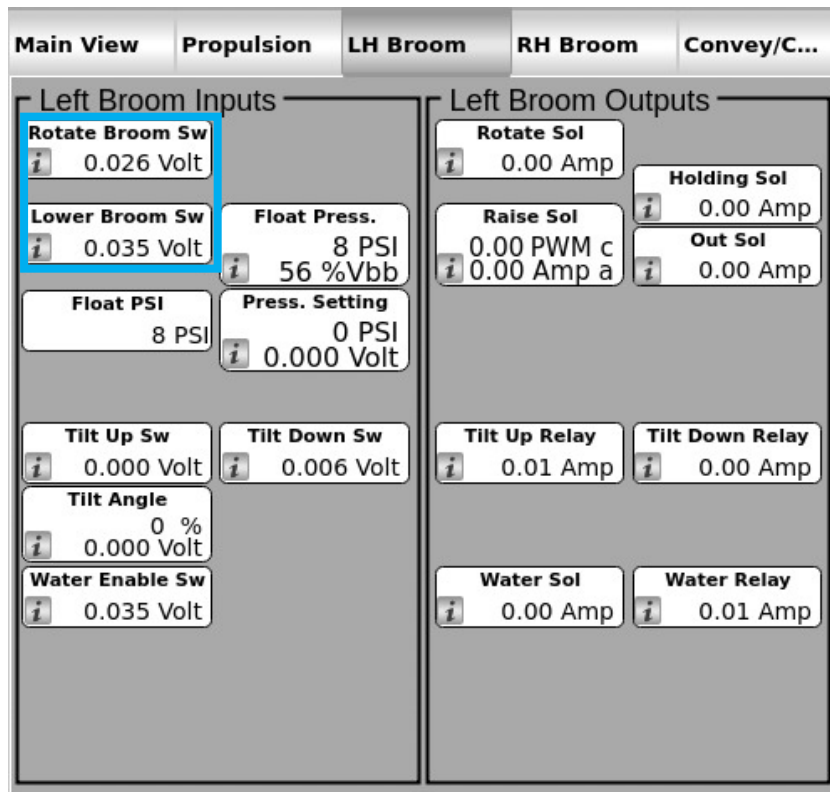 Main View Propulsion LH Broom RH Broom Convey/C...
Left Broom Inputs
Rotate Broom Sw
i 0.026 Volt
Lower Broom Sw
i 0.035 Volt
Float Press.
8 PSI
i 56 %Vbb
Float PSI
8 PSI
Press. Setting
0 PSI
i 0.000 Volt
Tilt Up Sw
i 0.000 Volt
Tilt Down Sw
i 0.006 Volt
Tilt Angle
0 %
i 0.000 Volt
Water Enable Sw
i 0.035 Volt
Left Broom Outputs
Rotate Sol
i 0.00 Amp
Holding Sol
i 0.00 Amp
Raise Sol
0.00 PWM c
i 0.00 Amp a
Out Sol
i 0.00 Amp
Tilt Up Relay
i 0.01 Amp
Tilt Down Relay
i 0.00 Amp
Water Sol
i 0.00 Amp
Water Relay
i 0.01 Amp